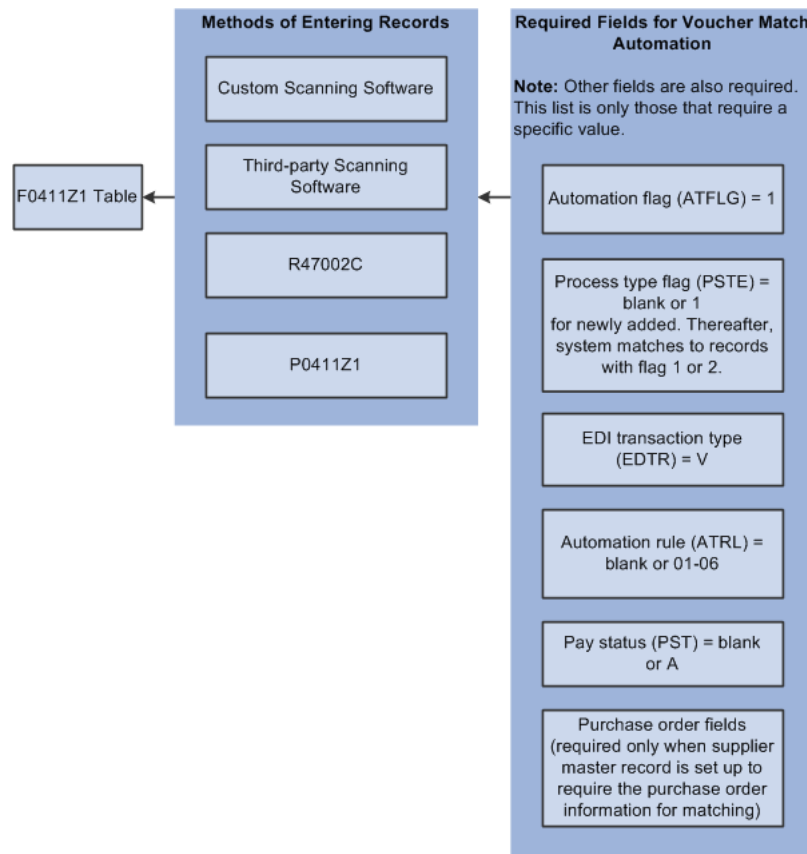 Methods of Entering Records
Custom Scanning Software
Third-party Scanning
Software
R47002C
P0411Z1
F0411Z1 Table
Required Fields for Voucher Match
Automation
Note: Other fields are also required.
This list is only those that require a
specific value.
Automation flag (ATFLG) = 1
Process type flag (PSTE) =
blank or 1
for newly added. Thereafter,
system matches to records
with flag 1 or 2.
EDI transaction type
(EDTR) = V
Automation rule (ATRL) =
blank or 01-06
Pay status (PST) = blank
or A
Purchase order fields
(required only when supplier
master record is set up to
require the purchase order
information for matching)